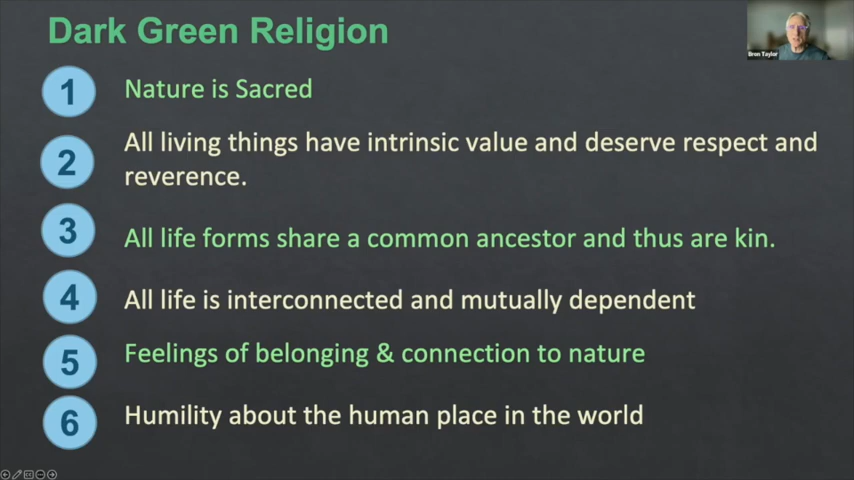 Dark Green Religion
Bron Taylor
1
Nature is Sacred
2
All living things have intrinsic value and deserve respect and
reverence.
3
All life forms share a common ancestor and thus are kin.
4
All life is interconnected and mutually dependent
5
Feelings of belonging & connection to nature
6
Humility about the human place in the world